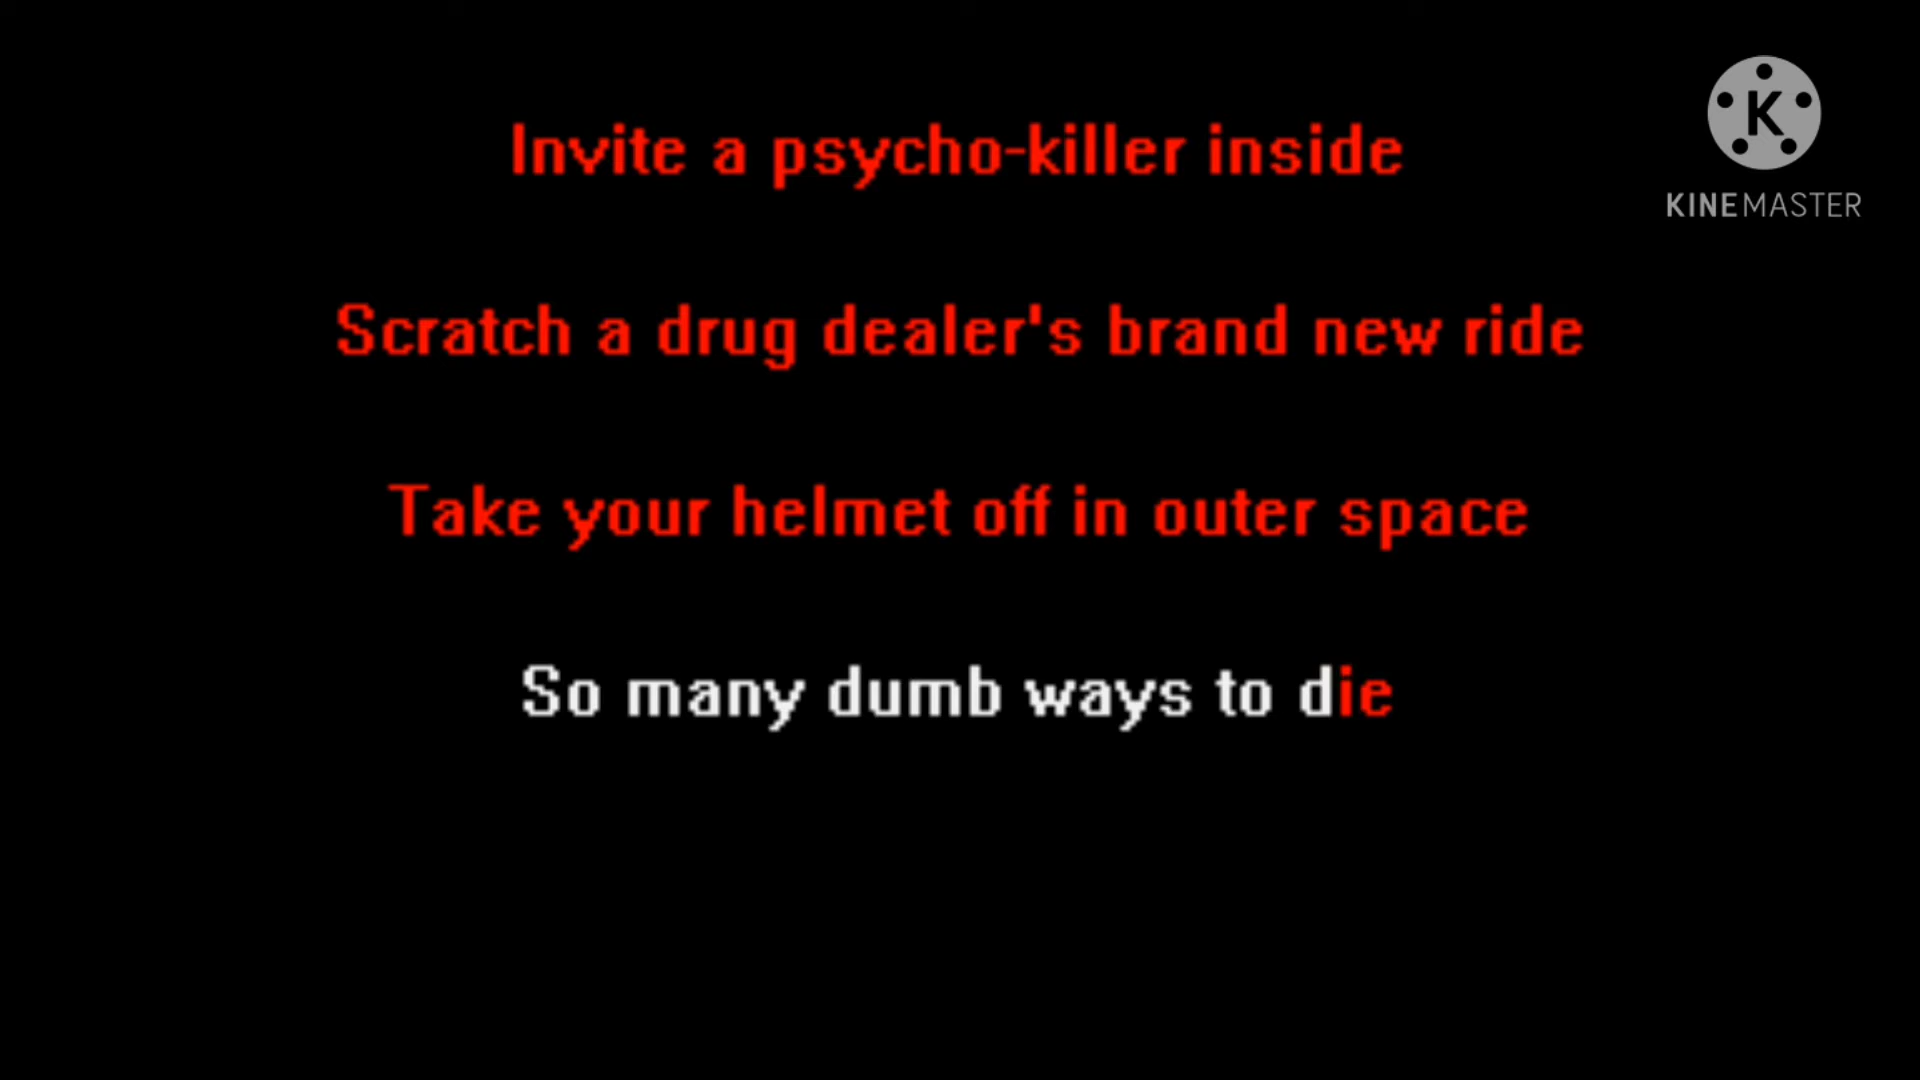 Invite a psycho-killer inside
Scratch a drug dealer's brand new ride
Take your helmet off in outer space
So many dumb ways to die
K
KINEMASTER